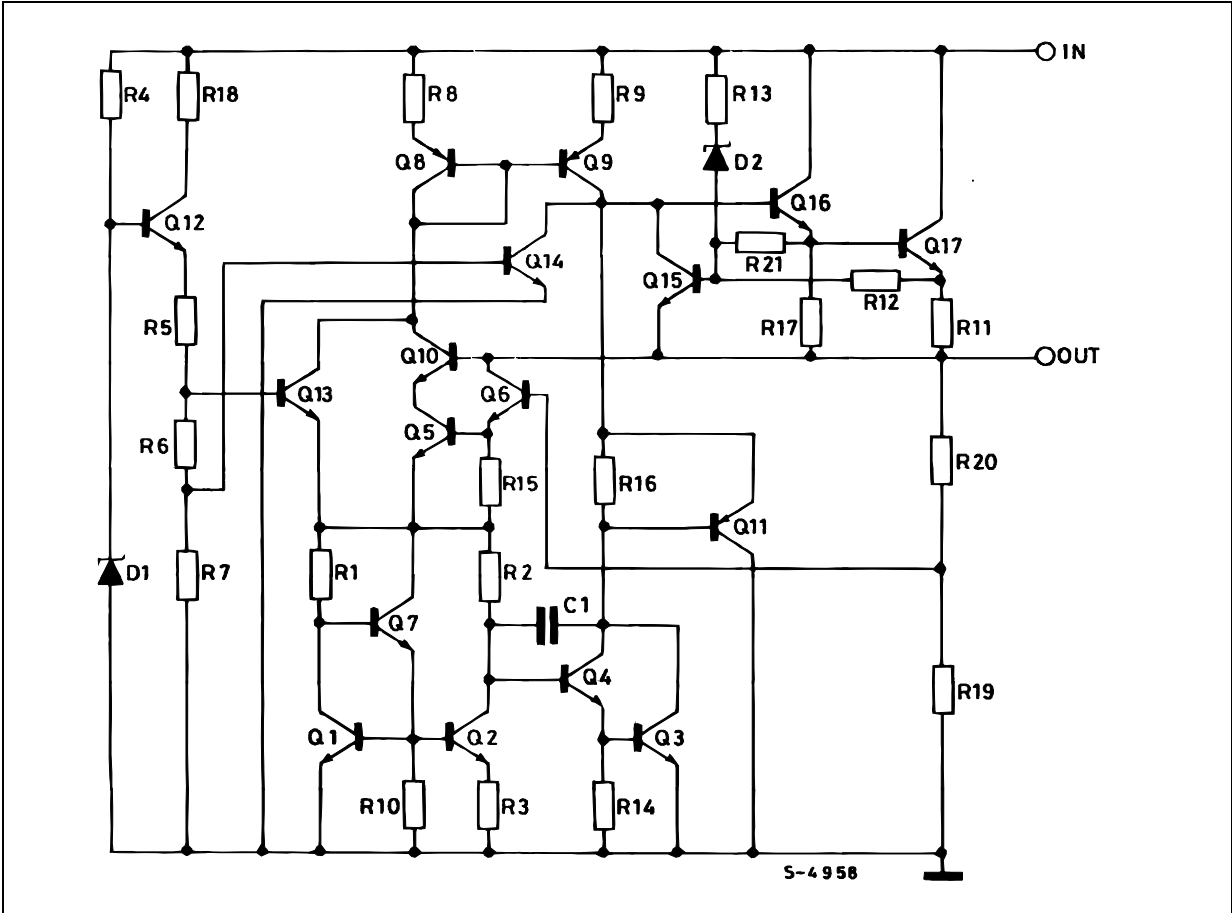 IN
R4 R18 R8 R9 R13
Q8 Q9 D2
Q12 Q16
Q14 R21 Q17
Q15 R12
R5 R17 R11
Q10 OUT
Q13 Q6
R6 Q5
R15 R16 R20
Q11
D1 R7 R1 R2
C1
Q7
Q4 R19
Q1 Q2 Q3
R10 R3 R14
S-4958